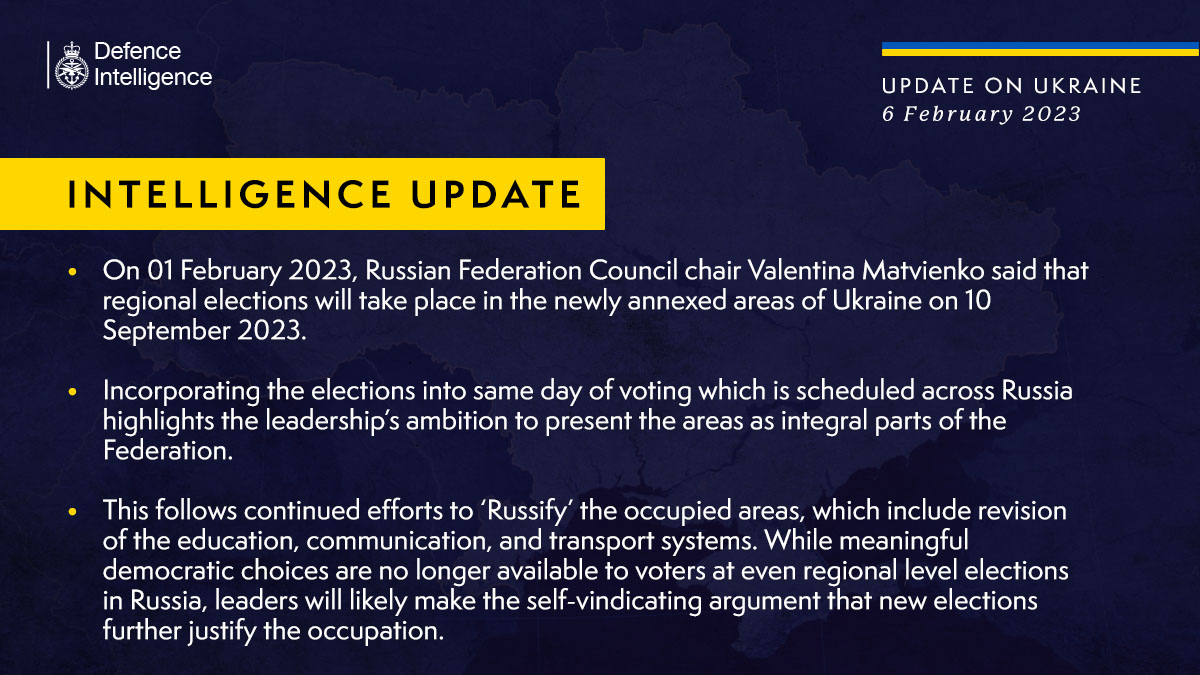 Defence
Intelligence
UPDATE ON UKRAINE
6 February 2023
INTELLIGENCE UPDATE
• On 01 February 2023, Russian Federation Council chair Valentina Matvienko said that
regional elections will take place in the newly annexed areas of Ukraine on 10
September 2023.
• Incorporating the elections into same day of voting which is scheduled across Russia
highlights the leadership’s ambition to present the areas as integral parts of the
Federation.
• This follows continued efforts to ‘Russify’ the occupied areas, which include revision
of the education, communication, and transport systems. While meaningful
democratic choices are no longer available to voters at even regional level elections
in Russia, leaders will likely make the self-vindicating argument that new elections
further justify the occupation.